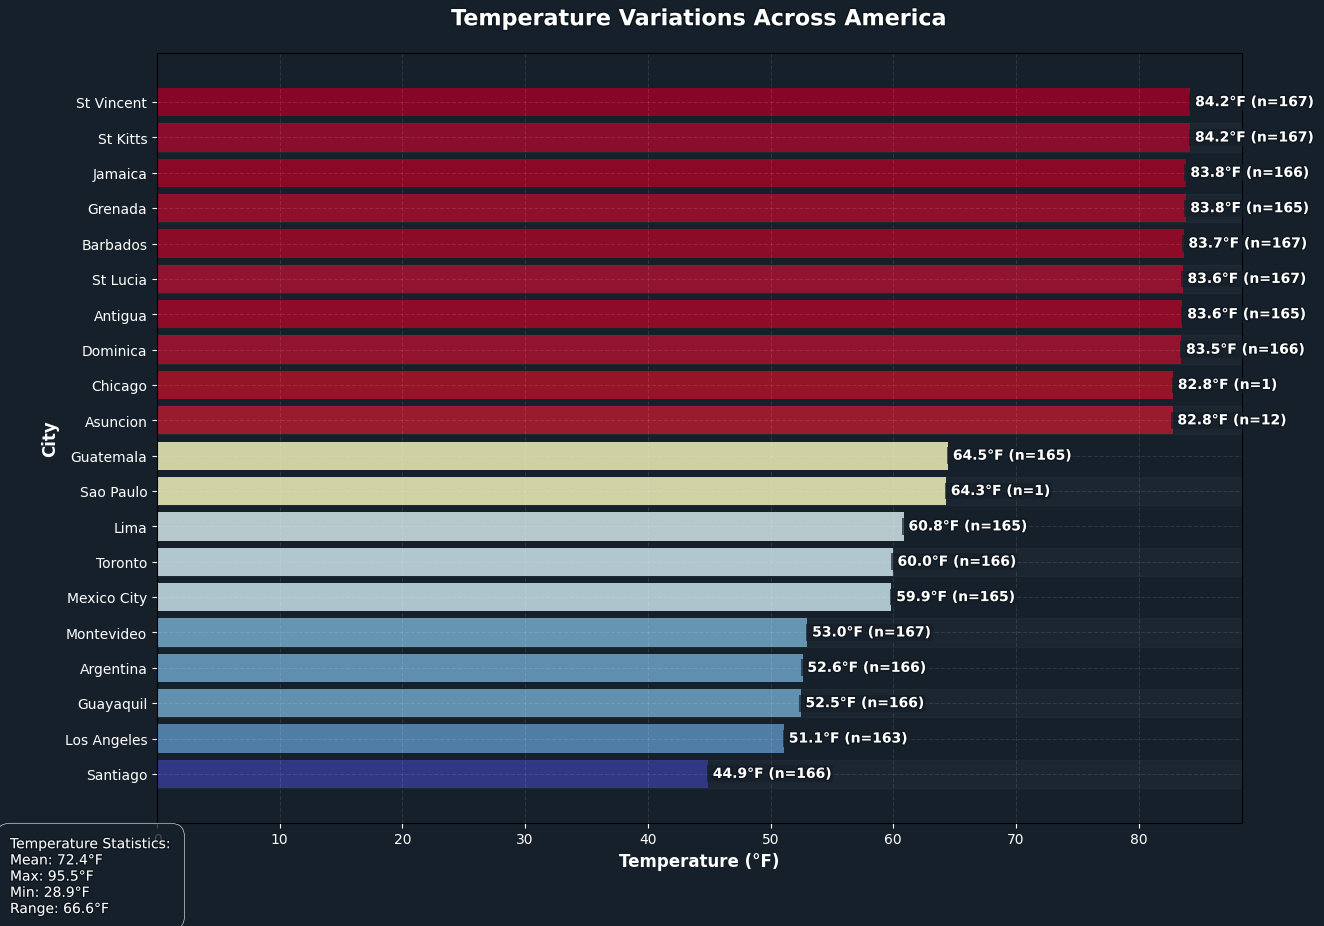 Temperature Variations Across America
City
St Vincent 84.2°F (n=167)
St Kitts 84.2°F (n=167)
Jamaica 83.8°F (n=166)
Grenada 83.8°F (n=165)
Barbados 83.7°F (n=167)
St Lucia 83.6°F (n=167)
Antigua 83.6°F (n=165)
Dominica 83.5°F (n=166)
Chicago 82.8°F (n=1)
Asuncion 82.8°F (n=12)
Guatemala 64.5°F (n=165)
Sao Paulo 64.3°F (n=1)
Lima 60.8°F (n=165)
Toronto 60.0°F (n=166)
Mexico City 59.9°F (n=165)
Montevideo 53.0°F (n=167)
Argentina 52.6°F (n=166)
Guayaquil 52.5°F (n=166)
Los Angeles 51.1°F (n=163)
Santiago 44.9°F (n=166)
0 10 20 30 40 50 60 70 80
Temperature (°F)
Temperature Statistics:
Mean: 72.4°F
Max: 95.5°F
Min: 28.9°F
Range: 66.6°F